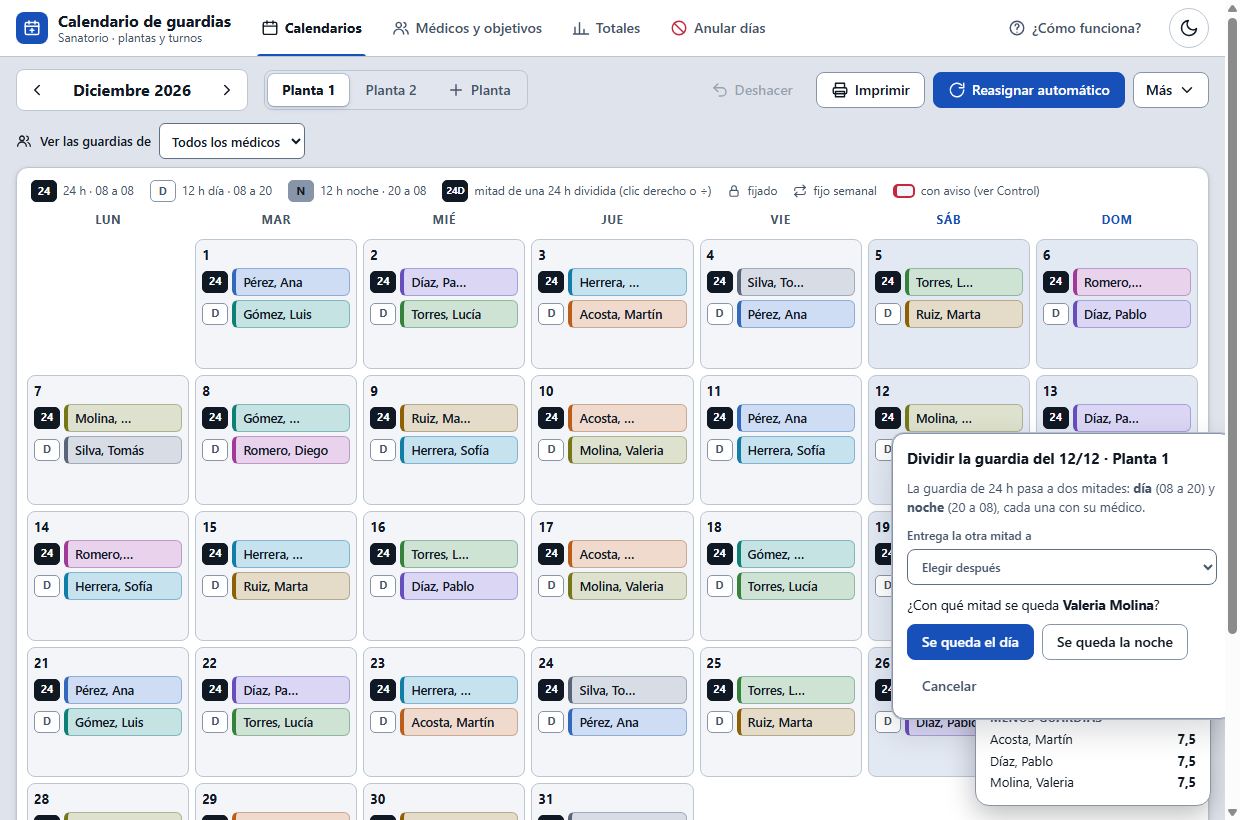 Calendario de guardias
Sanatorio · plantas y turnos
Calendarios
Médicos y objetivos
Totales
Anular días
¿Cómo funciona?
Diciembre 2026
Planta 1
Planta 2
+ Planta
Deshacer
Imprimir
Reasignar automático
Más
Ver las guardias de
Todos los médicos
24 24 h · 08 a 08
D 12 h día · 08 a 20
N 12 h noche · 20 a 08
24D mitad de una 24 h dividida (clic derecho o ÷)
fijado
fijo semanal
con aviso (ver Control)
LUN MAR MIÉ JUE VIE SÁB DOM
1 2 3 4 5 6
24 Pérez, Ana 24 Díaz, Pa... 24 Herrera, ... 24 Silva, To... 24 Torres, L... 24 Romero,...
D Gómez, Luis D Torres, Lucía D Acosta, Martín D Pérez, Ana D Ruiz, Marta D Díaz, Pablo
7 8 9 10 11 12 13
24 Molina, ... 24 Gómez, ... 24 Ruiz, Ma... 24 Acosta, ... 24 Pérez, Ana 24 Molina, ... 24 Díaz, Pa...
D Silva, Tomás D Romero, Diego D Herrera, Sofía D Molina, Valeria D Herrera, Sofía D
14 15 16 17 18 19
24 Romero,... 24 Herrera, ... 24 Torres, L... 24 Acosta, ... 24 Gómez, ... 24
D Herrera, Sofía D Ruiz, Marta D Díaz, Pablo D Molina, Valeria D Torres, Lucía D
21 22 23 24 25 26
24 Pérez, Ana 24 Díaz, Pa... 24 Herrera, ... 24 Silva, To... 24 Torres, L... 24
D Gómez, Luis D Torres, Lucía D Acosta, Martín D Pérez, Ana D Ruiz, Marta D Díaz, Pablo
28 29 30 31
Dividir la guardia del 12/12 · Planta 1
La guardia de 24 h pasa a dos mitades: día (08 a 20) y
noche (20 a 08), cada una con su médico.
Entrega la otra mitad a
Elegir después
¿Con qué mitad se queda Valeria Molina?
Se queda el día
Se queda la noche
Cancelar
MENOS GUARDIAS
Acosta, Martín 7,5
Díaz, Pablo 7,5
Molina, Valeria 7,5